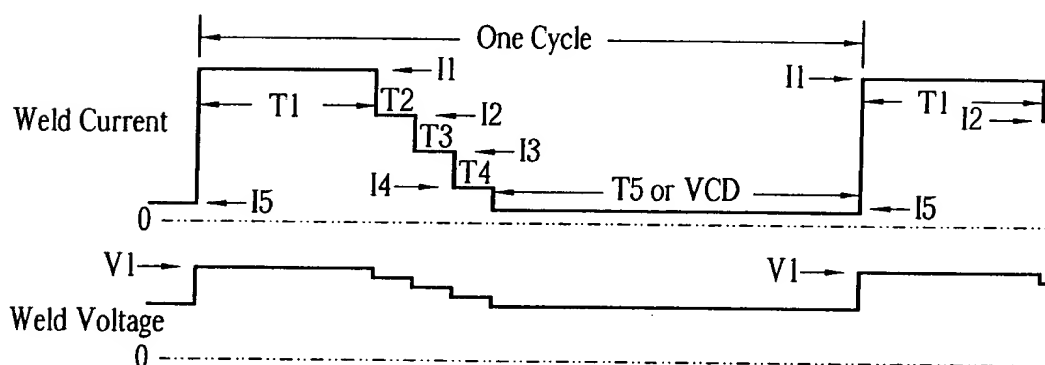 One Cycle
I1
I1
T1
T2
T1
Weld Current
I2
I2
T3
I3
T4
I4
T5 or VCD
I5
I5
0
V1
V1
Weld Voltage
0